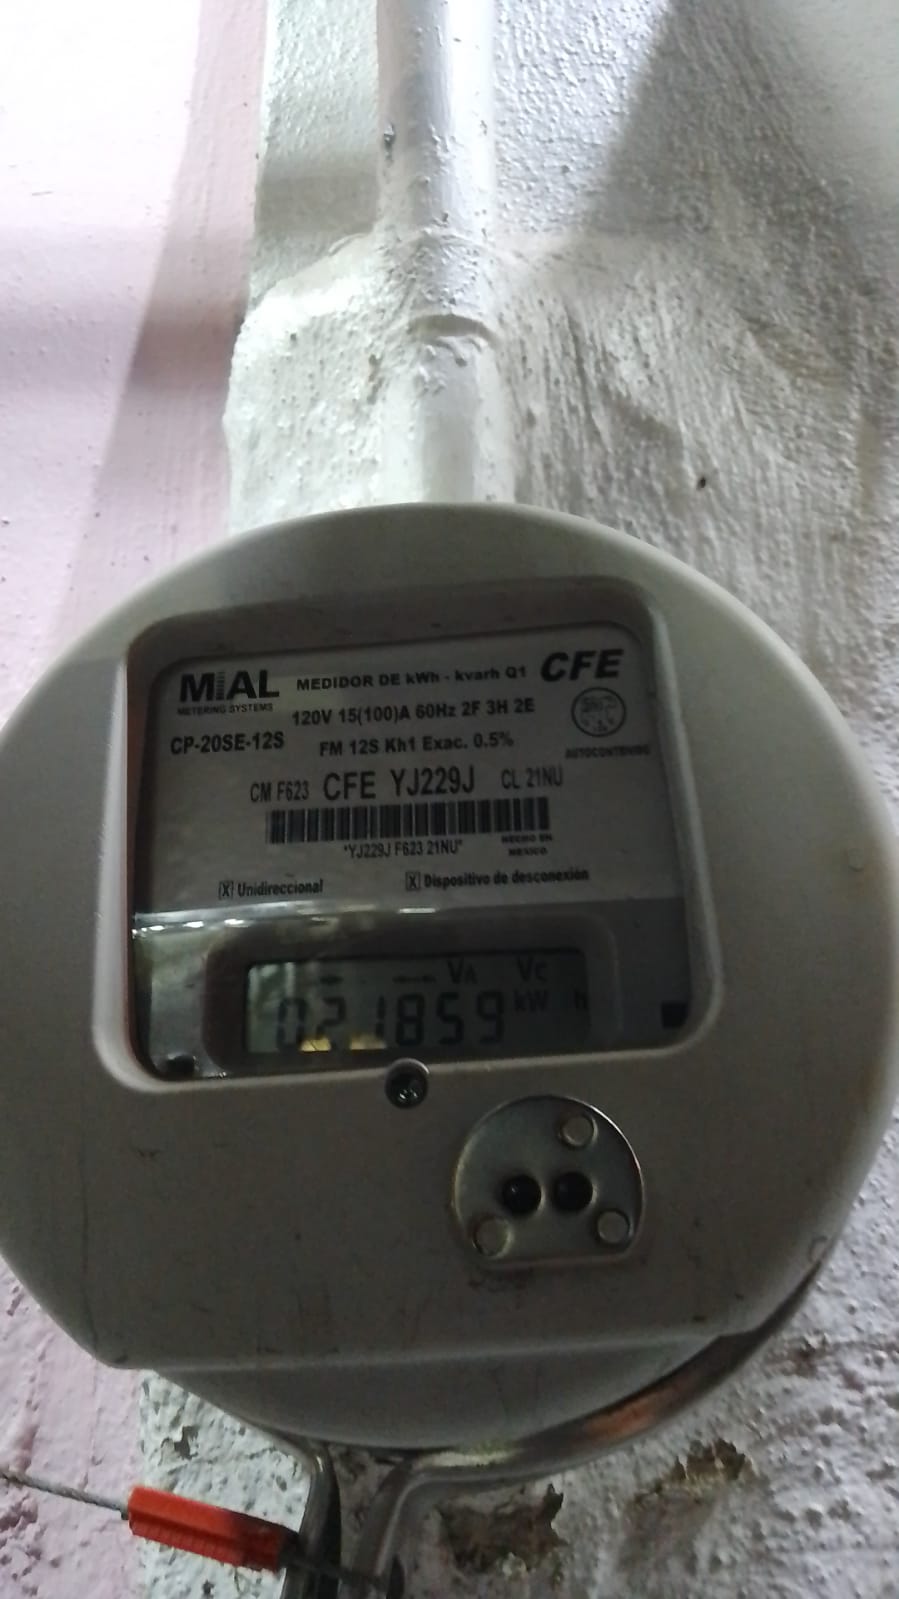 MIAL
METERING SYSTEMS
MEDIDOR DE kWh - kvarh Q1
CFE
120V 15(100)A 60Hz 2F 3H 2E
CP-20SE-12S
FM 12S Kh1 Exac. 0.5%
AUTOCONTENIDO
CM F623 CFE YJ229J CL 21NU
*YJ229J F623 21NU*
HECHO EN
MEXICO
[X] Unidireccional
[X] Dispositivo de desconexión
VA VC
021859 kW h